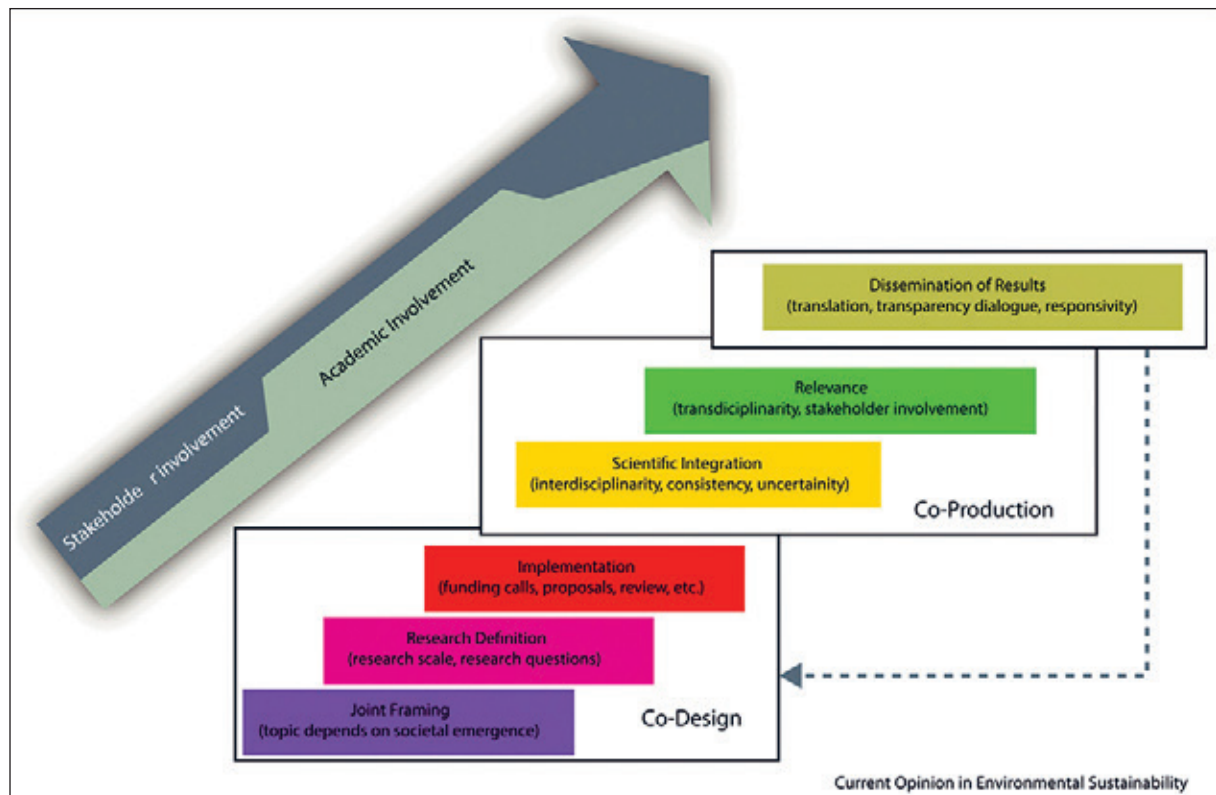 Stakeholde r involvement
Academic Involvement
Dissemination of Results
(translation, transparency dialogue, responsivity)
Relevance
(transdiciplinarity, stakeholder involvement)
Scientific Integration
(interdisciplinarity, consistency, uncertainity)
Co-Production
Implementation
(funding calls, proposals, review, etc.)
Research Definition
(research scale, research questions)
Joint Framing
(topic depends on societal emergence)
Co-Design
Current Opinion in Environmental Sustainability